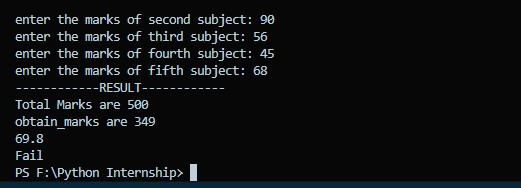 enter the marks of second subject: 90
enter the marks of third subject: 56
enter the marks of fourth subject: 45
enter the marks of fifth subject: 68
------------RESULT------------
Total Marks are 500
obtain_marks are 349
69.8
Fail
PS F:\Python Internship>